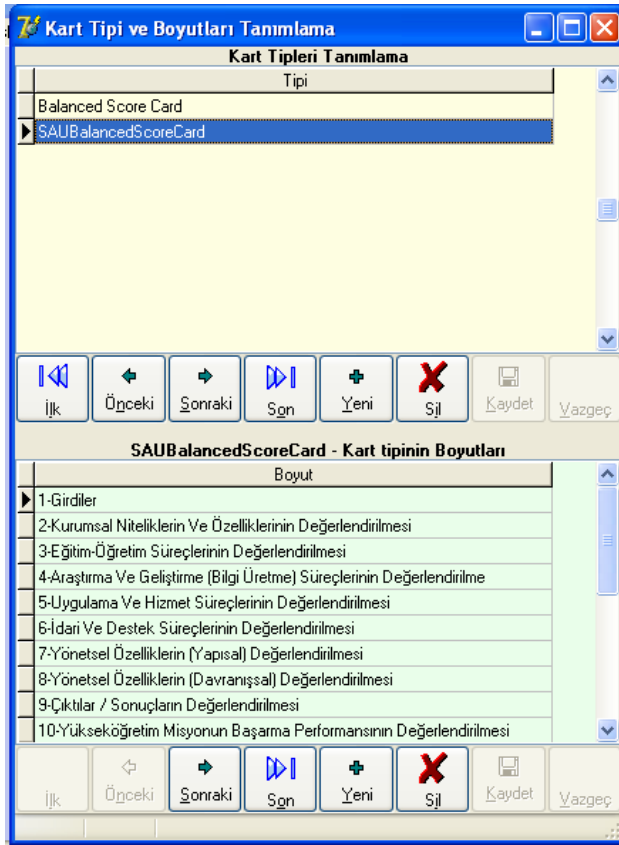 Kart Tipi ve Boyutları Tanımlama
Kart Tipleri Tanımlama
Tipi
Balanced Score Card
SAUBalancedScoreCard
İlk Önceki Sonraki Son Yeni Sil Kaydet Vazgeç
SAUBalancedScoreCard - Kart tipinin Boyutları
Boyut
1-Girdiler
2-Kurumsal Niteliklerin Ve Özelliklerinin Değerlendirilmesi
3-Eğitim-Öğretim Süreçlerinin Değerlendirilmesi
4-Araştırma Ve Geliştirme (Bilgi Üretme) Süreçlerinin Değerlendirilme
5-Uygulama Ve Hizmet Süreçlerinin Değerlendirilmesi
6-İdari Ve Destek Süreçlerinin Değerlendirilmesi
7-Yönetsel Özelliklerin (Yapısal) Değerlendirilmesi
8-Yönetsel Özelliklerin (Davranışsal) Değerlendirilmesi
9-Çıktılar / Sonuçların Değerlendirilmesi
10-Yükseköğretim Misyonun Başarma Performansının Değerlendirilmesi
İlk Önceki Sonraki Son Yeni Sil Kaydet Vazgeç